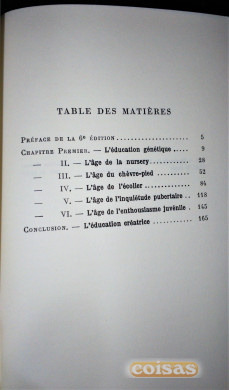 TABLE DES MATIÈRES
PRÉFACE DE LA 6e ÉDITION .................... 5
CHAPITRE PREMIER. — L'éducation génétique ..... 9
— II. — L'âge de la nursery .......... 28
— III. — L'âge du chèvre-pied ......... 52
— IV. — L'âge de l'écolier .......... 84
— V. — L'âge de l'inquiétude pubertaire .. 118
— VI. — L'âge de l'enthousiasme juvénile .. 145
CONCLUSION. — L'éducation créatrice ........... 165
coisas